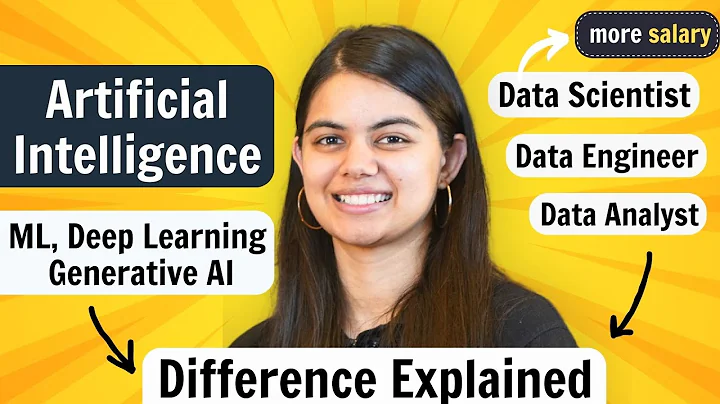 more salary
Artificial
Intelligence
Data Scientist
Data Engineer
Data Analyst
ML, Deep Learning
Generative AI
Difference Explained